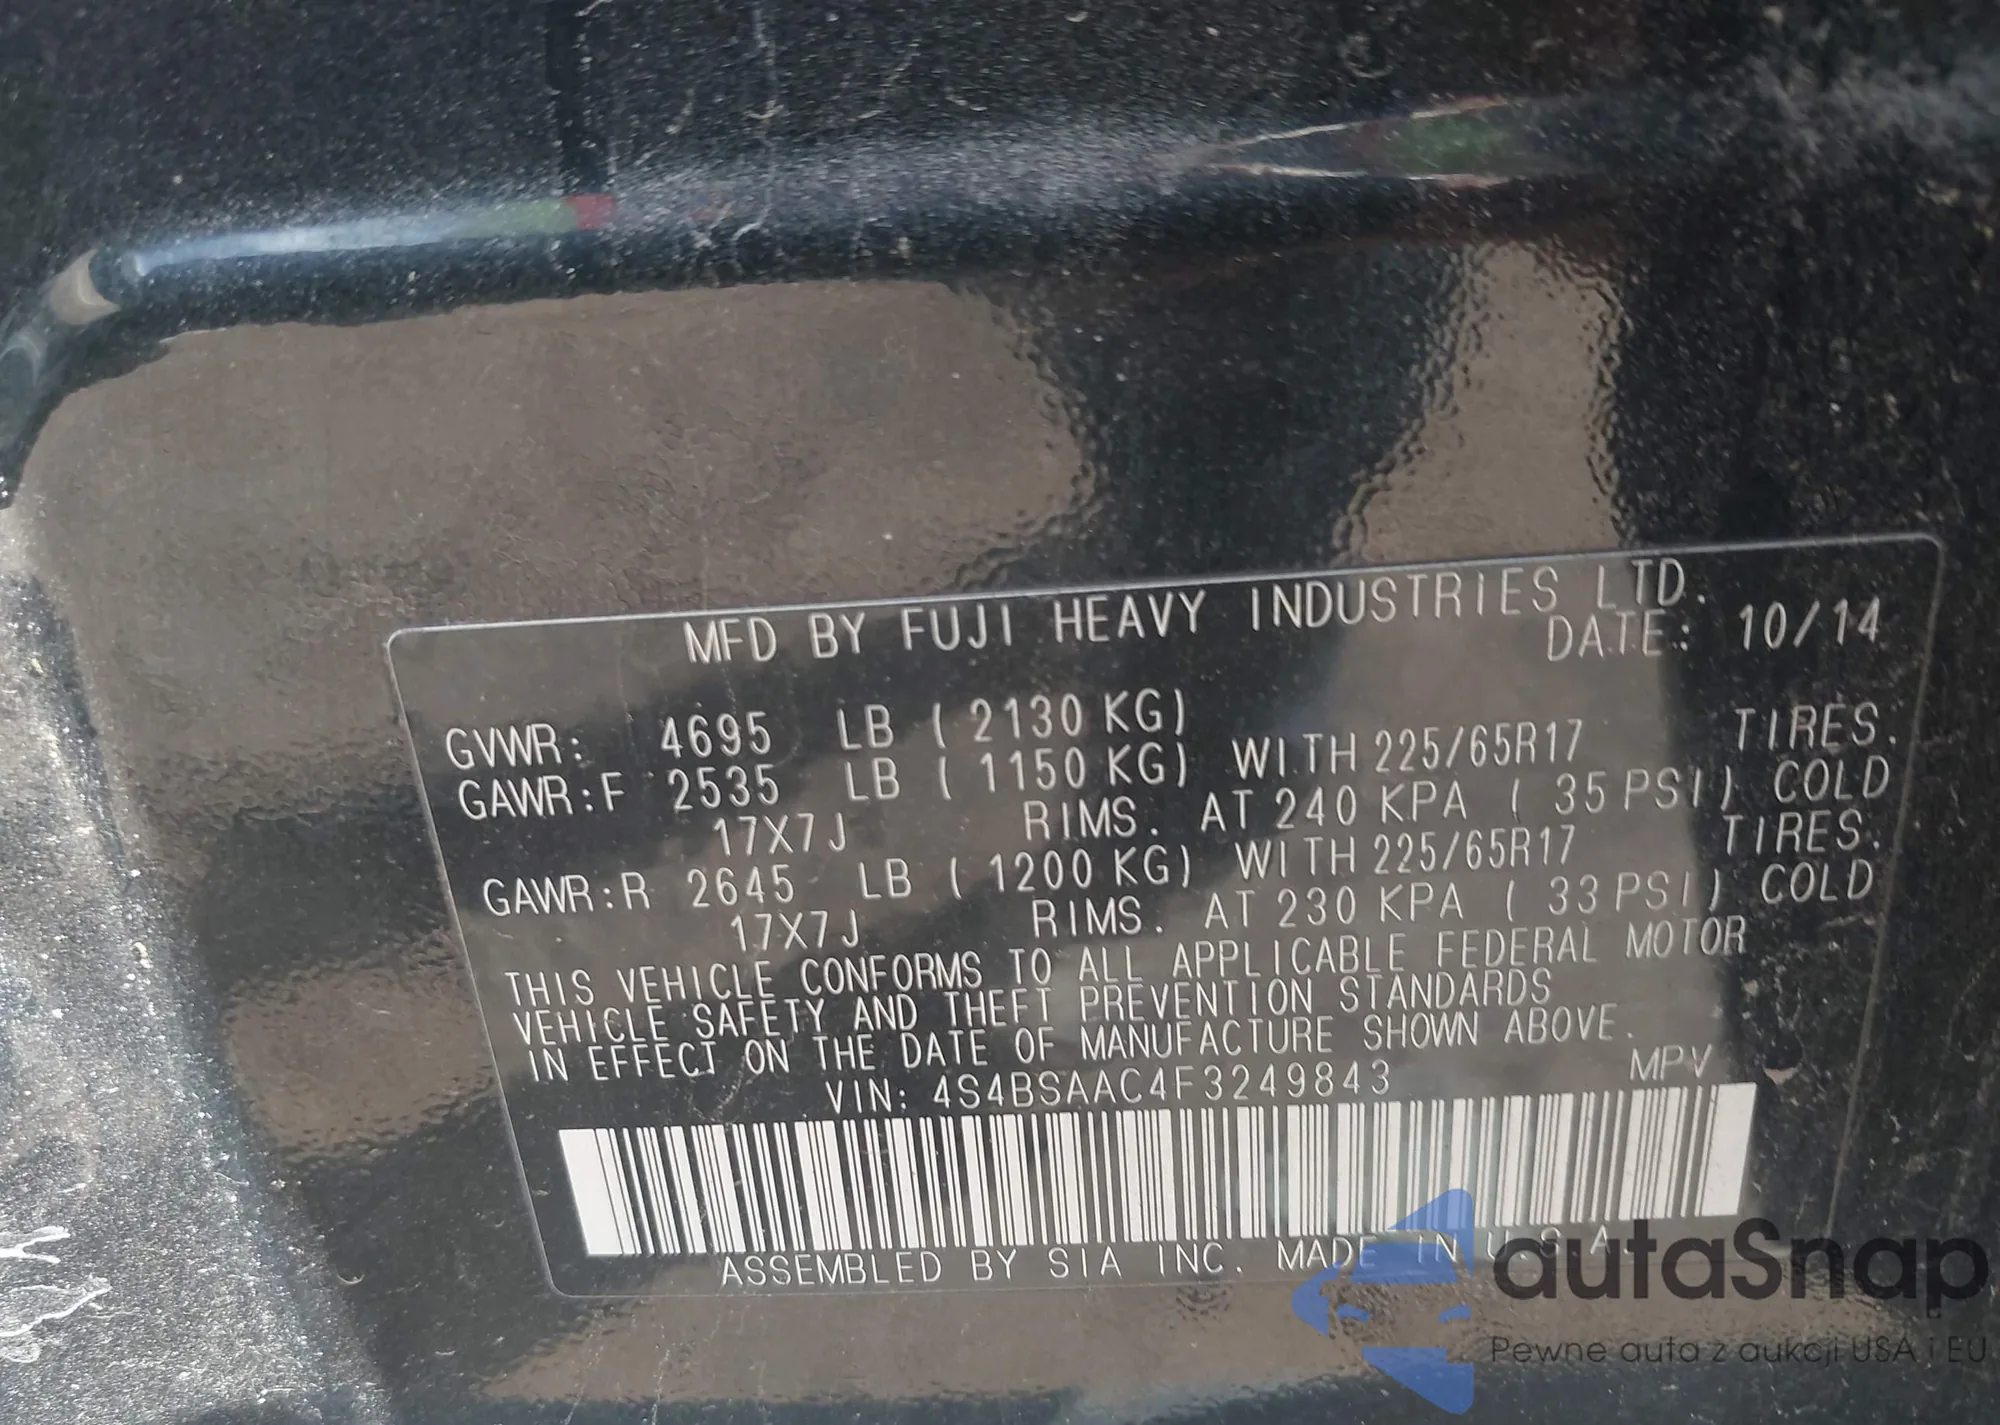 MFD BY FUJI HEAVY INDUSTRIES LTD.
DATE: 10/14
GVWR: 4695 LB ( 2130 KG)
GAWR:F 2535 LB ( 1150 KG) WITH 225/65R17 TIRES.
17X7J RIMS. AT 240 KPA ( 35 PSI) COLD
GAWR:R 2645 LB ( 1200 KG) WITH 225/65R17 TIRES.
17X7J RIMS. AT 230 KPA ( 33 PSI) COLD
THIS VEHICLE CONFORMS TO ALL APPLICABLE FEDERAL MOTOR
VEHICLE SAFETY AND THEFT PREVENTION STANDARDS
IN EFFECT ON THE DATE OF MANUFACTURE SHOWN ABOVE.
VIN: 4S4BSAAC4F3249843 MPV
ASSEMBLED BY SIA INC. MADE IN U.S.A.
autaSnap
Pewne auta z aukcji USA i EU